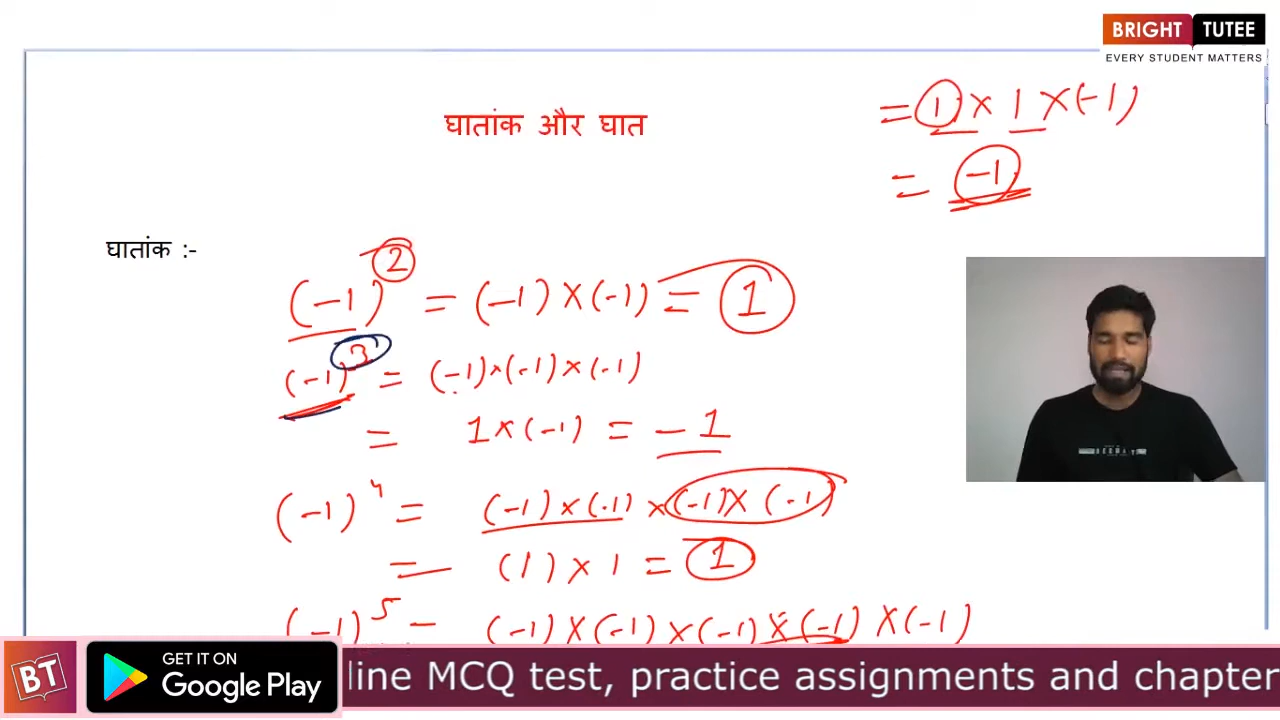 BRIGHT TUTEE
EVERY STUDENT MATTERS
= 1 × 1 × (-1)
= -1
घातांक और घात
घातांक :-
(-1)² = (-1) × (-1) = 1
(-1)³ = (-1) × (-1) × (-1)
= 1 × (-1) = -1
(-1)⁴ = (-1) × (-1) × (-1) × (-1)
= (1) × 1 = 1
(-1)⁵ = (-1) × (-1) × (-1) × (-1) × (-1)
BT
GET IT ON
Google Play
line MCQ test, practice assignments and chapter